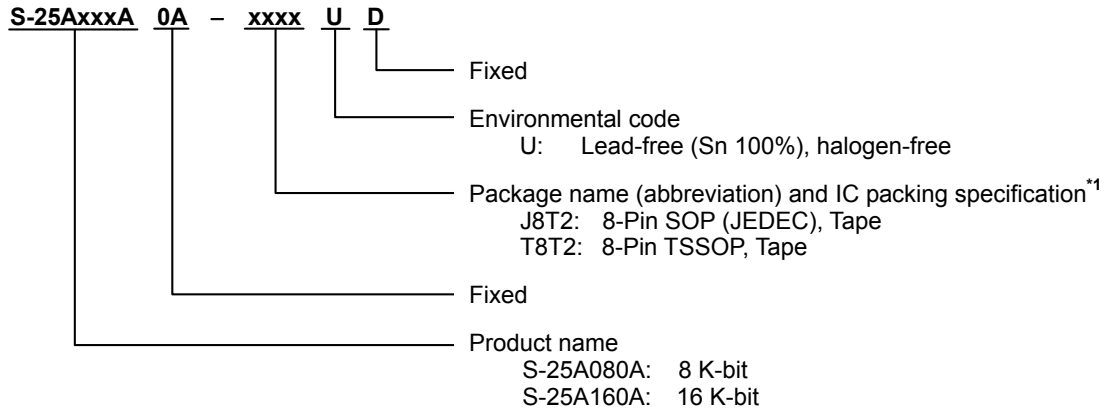 S-25AxxxA 0A – xxxx U D
Fixed
Environmental code
U: Lead-free (Sn 100%), halogen-free
Package name (abbreviation) and IC packing specification*1
J8T2: 8-Pin SOP (JEDEC), Tape
T8T2: 8-Pin TSSOP, Tape
Fixed
Product name
S-25A080A: 8 K-bit
S-25A160A: 16 K-bit